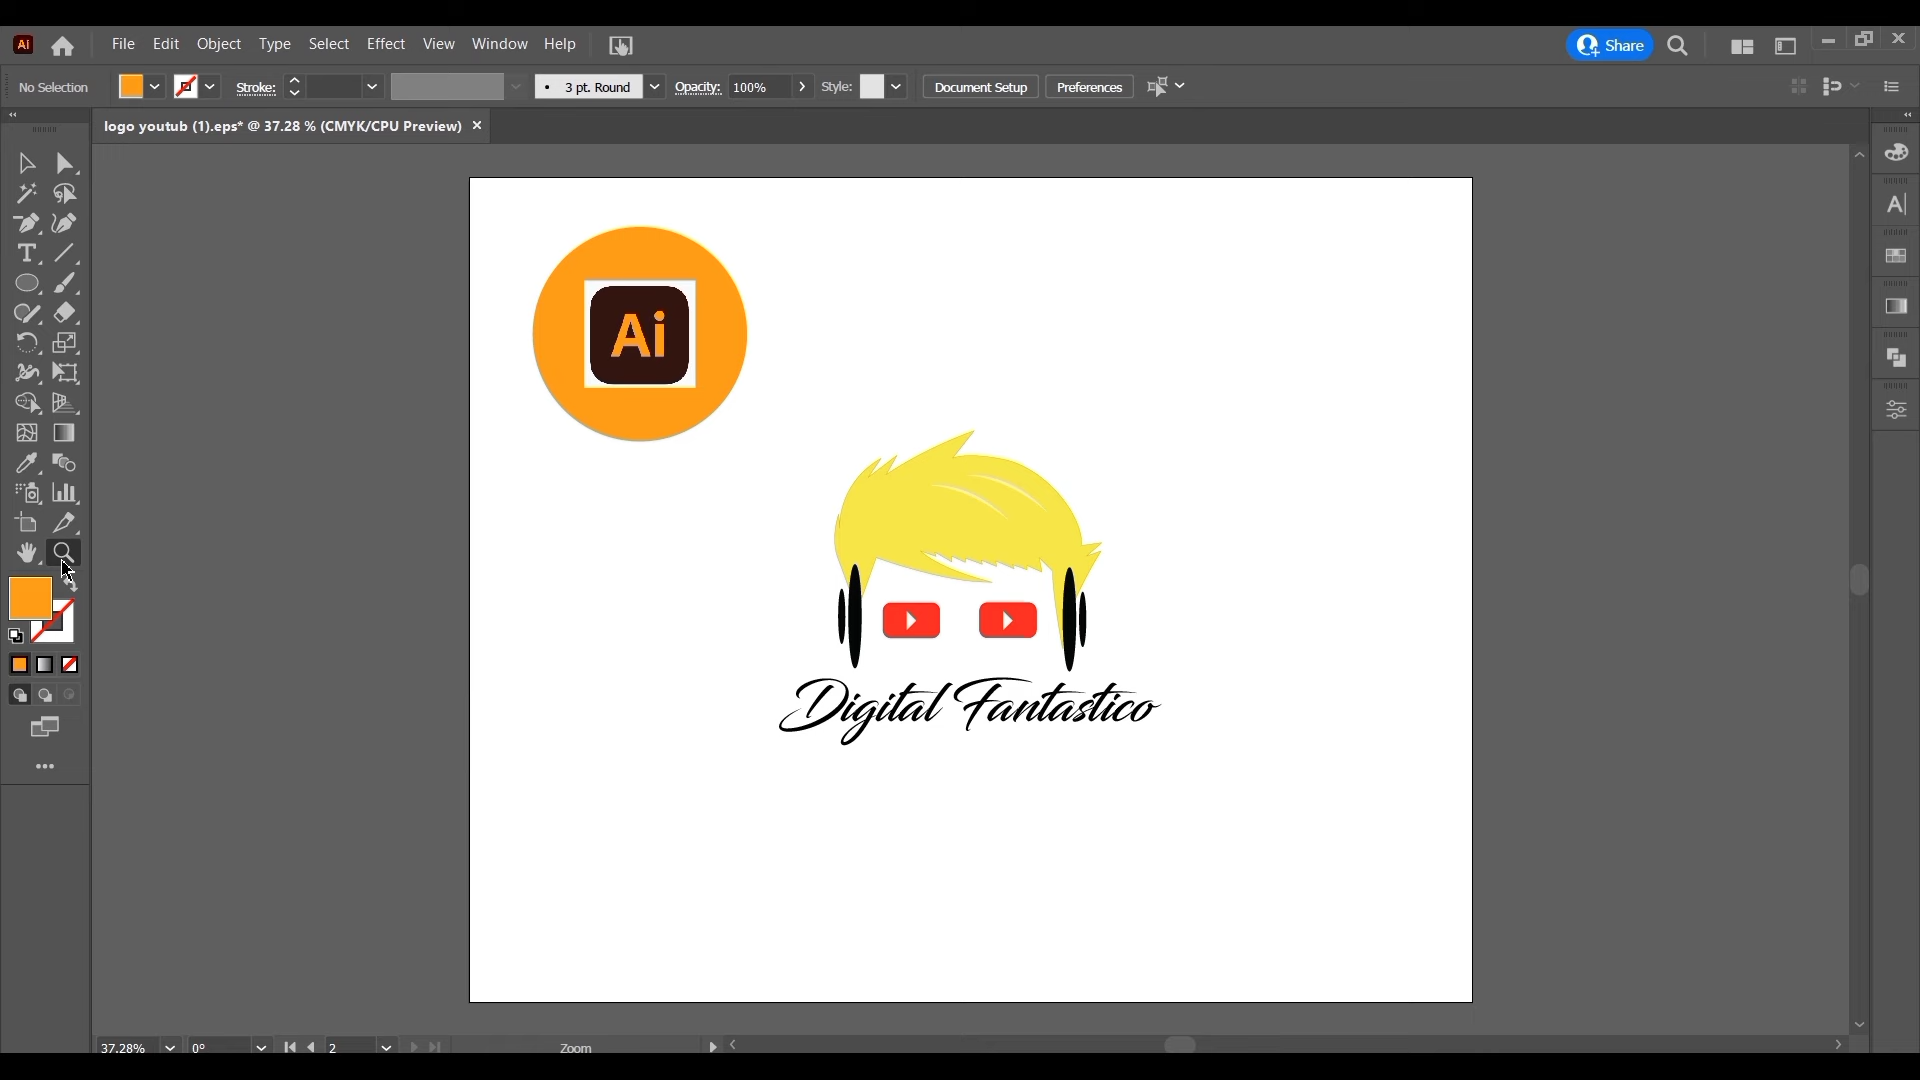 Ai File Edit Object Type Select Effect View Window Help Share
No Selection Stroke: 3 pt. Round Opacity: 100% Style: Document Setup Preferences
logo youtub (1).eps* @ 37.28 % (CMYK/CPU Preview) ×
Ai
Digital Fantastico
37.28% 0° 2 Zoom